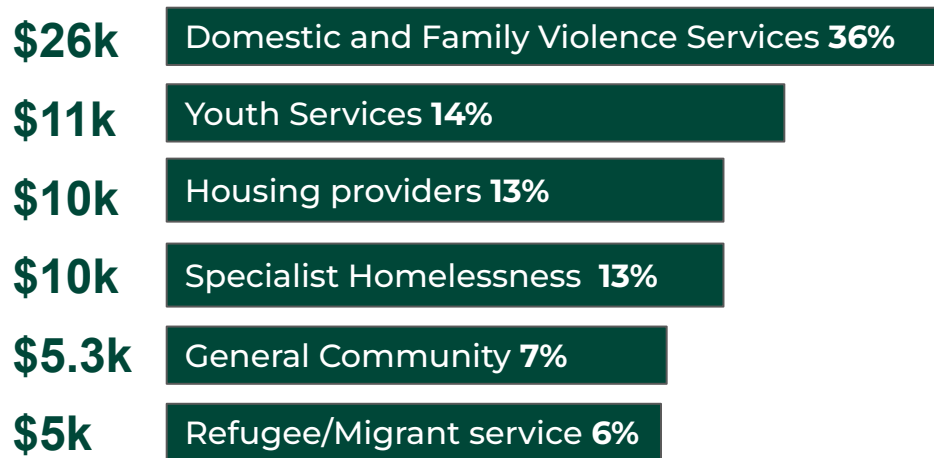 $26k Domestic and Family Violence Services 36%
$11k Youth Services 14%
$10k Housing providers 13%
$10k Specialist Homelessness 13%
$5.3k General Community 7%
$5k Refugee/Migrant service 6%